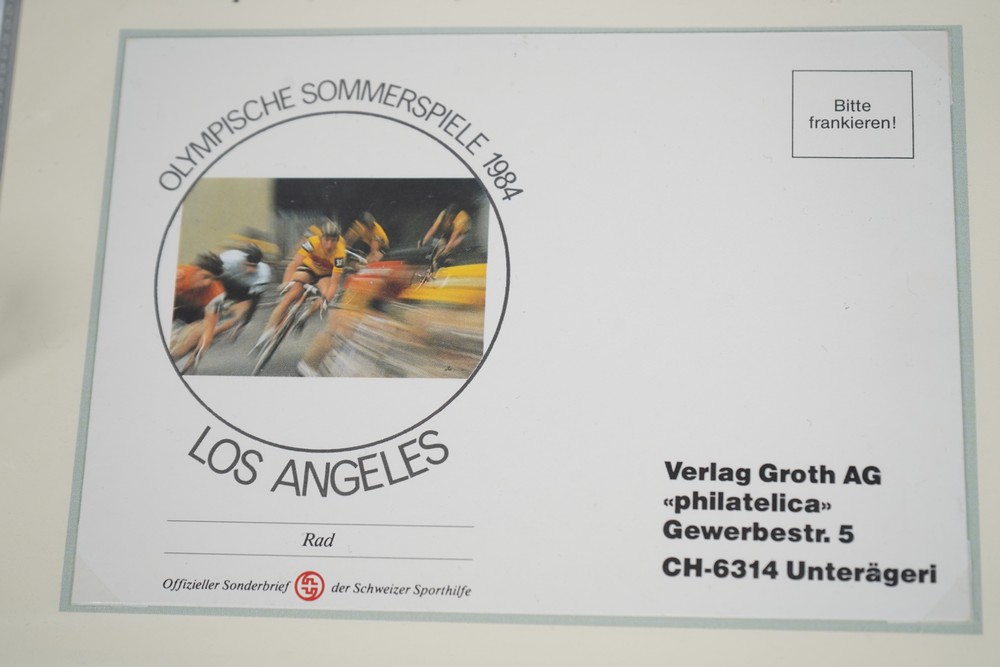 OLYMPISCHE SOMMERSPIELE 1984
LOS ANGELES
Rad
Offizieller Sonderbrief der Schweizer Sporthilfe
Bitte
frankieren!
Verlag Groth AG
«philatelica»
Gewerbestr. 5
CH-6314 Unterägeri